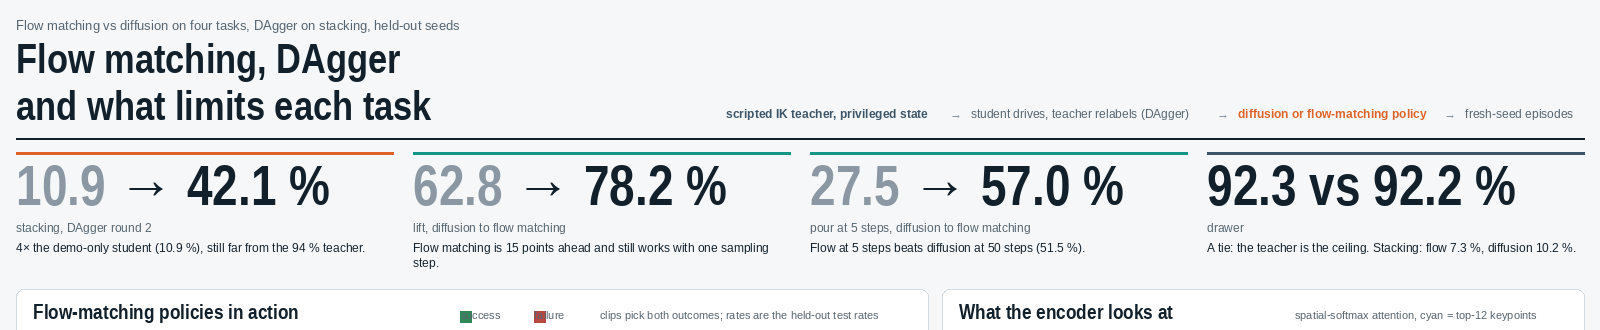 Flow matching vs diffusion on four tasks, DAgger on stacking, held-out seeds
Flow matching, DAgger
and what limits each task
scripted IK teacher, privileged state → student drives, teacher relabels (DAgger) → diffusion or flow-matching policy → fresh-seed episodes
10.9 → 42.1 %
stacking, DAgger round 2
4× the demo-only student (10.9 %), still far from the 94 % teacher.
62.8 → 78.2 %
lift, diffusion to flow matching
Flow matching is 15 points ahead and still works with one sampling
step.
27.5 → 57.0 %
pour at 5 steps, diffusion to flow matching
Flow at 5 steps beats diffusion at 50 steps (51.5 %).
92.3 vs 92.2 %
drawer
A tie: the teacher is the ceiling. Stacking: flow 7.3 %, diffusion 10.2 %.
Flow-matching policies in action
clips pick both outcomes; rates are the held-out test rates
What the encoder looks at
spatial-softmax attention, cyan = top-12 keypoints